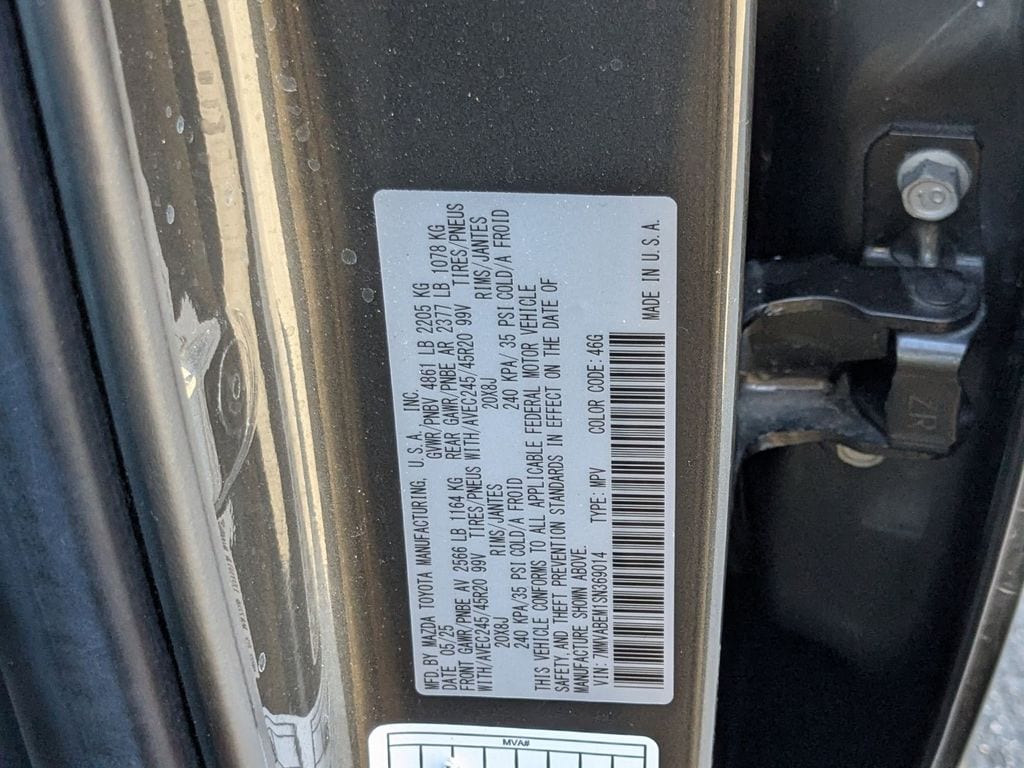 MFD. BY MAZDA TOYOTA MANUFACTURING, U.S.A., INC.
DATE 05/25 GVWR/PNBV 4861 LB 2205 KG
FRONT GAWR/PNBE AV 2566 LB 1164 KG REAR GAWR/PNBE AR 2377 LB 1078 KG
WITH/AVEC245/45R20 99V TIRES/PNEUS WITH/AVEC245/45R20 99V TIRES/PNEUS
20X8J RIMS/JANTES 20X8J RIMS/JANTES
240 KPA/35 PSI COLD/A FROID 240 KPA/ 35 PSI COLD/A FROID
THIS VEHICLE CONFORMS TO ALL APPLICABLE FEDERAL MOTOR VEHICLE
SAFETY AND THEFT PREVENTION STANDARDS IN EFFECT ON THE DATE OF
MANUFACTURE SHOWN ABOVE.
VIN: 7MMVABEM13N369014 TYPE: MPV COLOR CODE: 46G
MADE IN U.S.A.
MVA#
2R
10